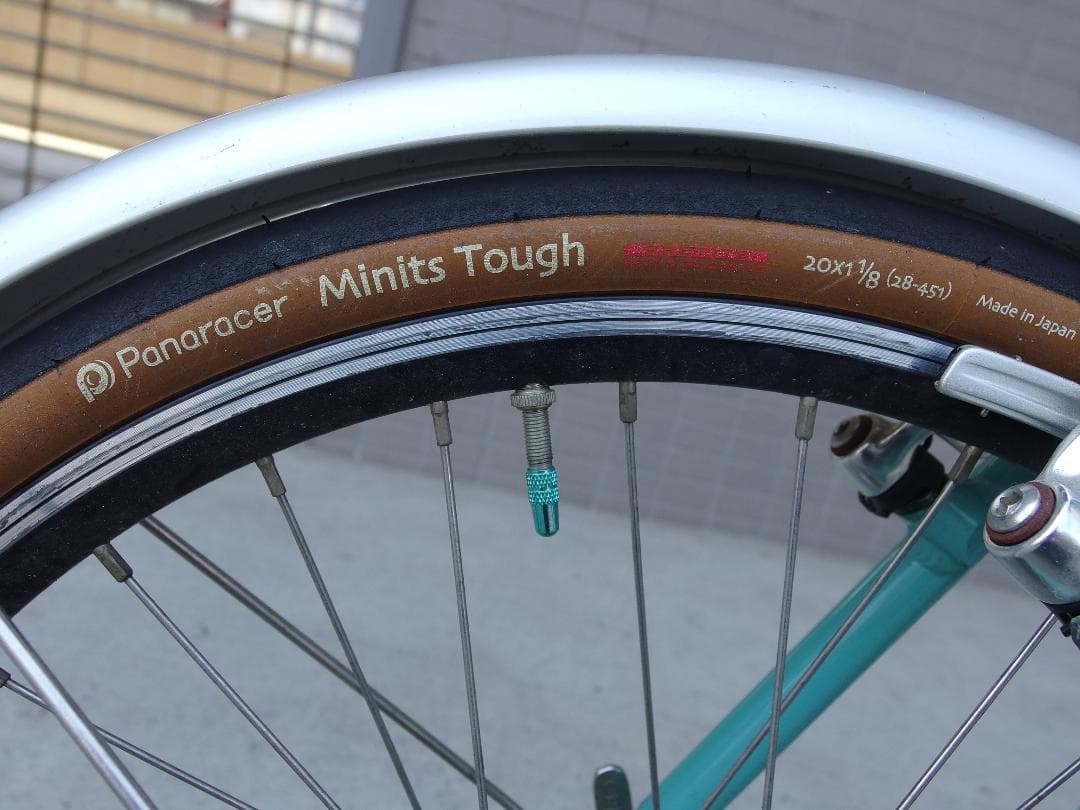 Panaracer Minits Tough 20x1 1/8 (28-451) Made in Japan